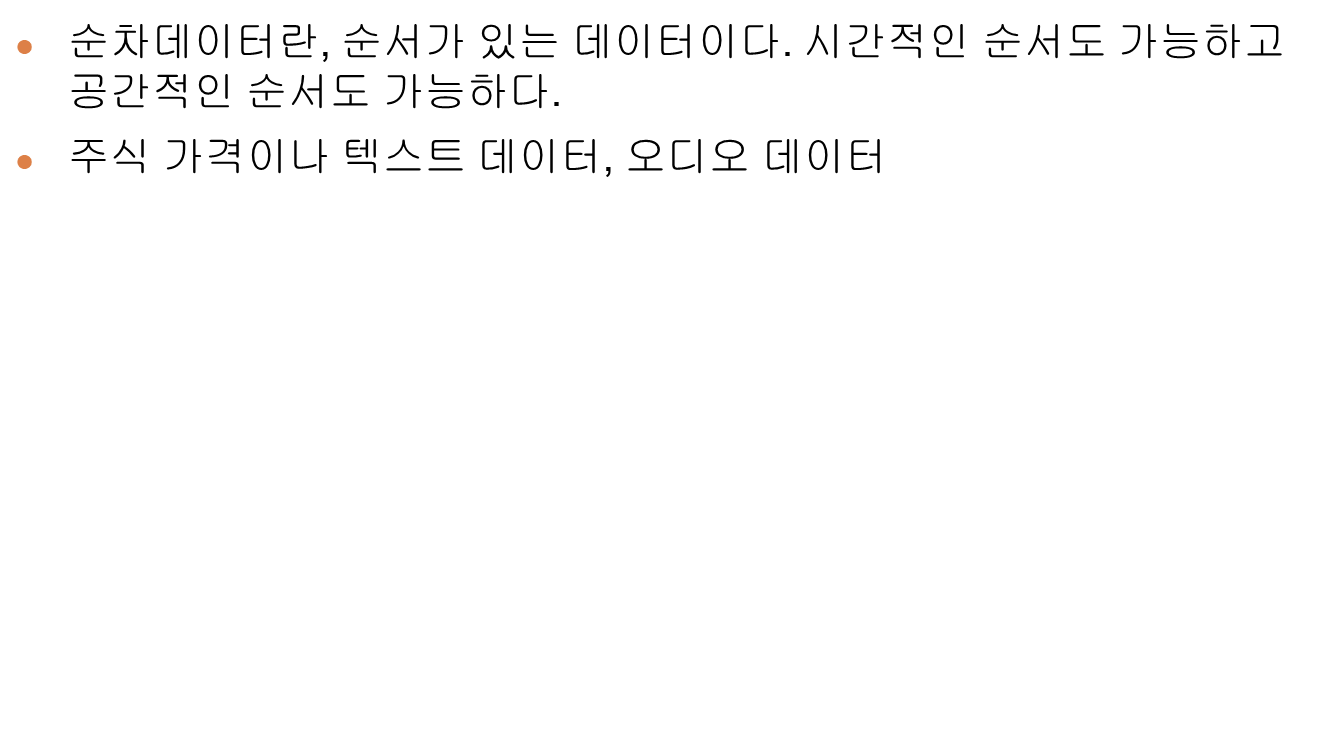 • 순차데이터란, 순서가 있는 데이터이다. 시간적인 순서도 가능하고
공간적인 순서도 가능하다.
• 주식 가격이나 텍스트 데이터, 오디오 데이터